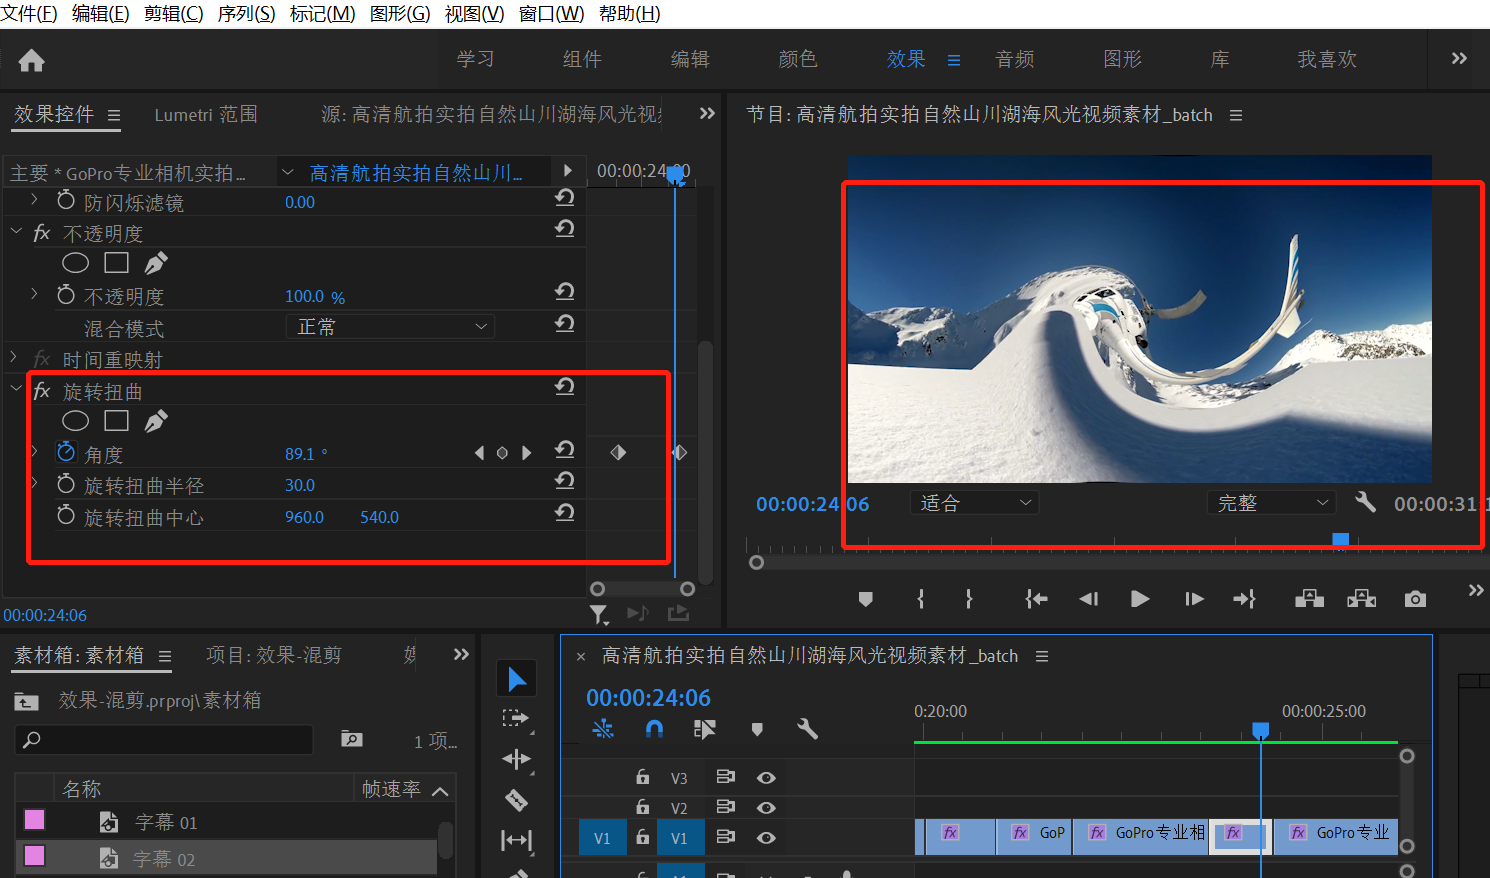 文件(F) 编辑(E) 剪辑(C) 序列(S) 标记(M) 图形(G) 视图(V) 窗口(W) 帮助(H)
学习 组件 编辑 颜色 效果 音频 图形 库 我喜欢
效果控件 Lumetri 范围 源: 高清航拍实拍自然山川湖海风光视
主要 * GoPro专业相机实拍... 高清航拍实拍自然山川... 00:00:24:00
防闪烁滤镜 0.00
fx 不透明度
不透明度 100.0 %
混合模式 正常
fx 时间重映射
fx 旋转扭曲
角度 89.1 °
旋转扭曲半径 30.0
旋转扭曲中心 960.0 540.0
00:00:24:06
节目: 高清航拍实拍自然山川湖海风光视频素材_batch
00:00:24:06 适合 完整 00:00:31:1
素材箱: 素材箱 项目: 效果-混剪
效果-混剪.prproj\素材箱
1 项...
名称 帧速率
字幕 01
字幕 02
× 高清航拍实拍自然山川湖海风光视频素材_batch
00:00:24:06
0:20:00 00:00:25:00
V3
V2
V1 V1 fx fx GoP fx GoPro专业相 fx fx GoPro专业